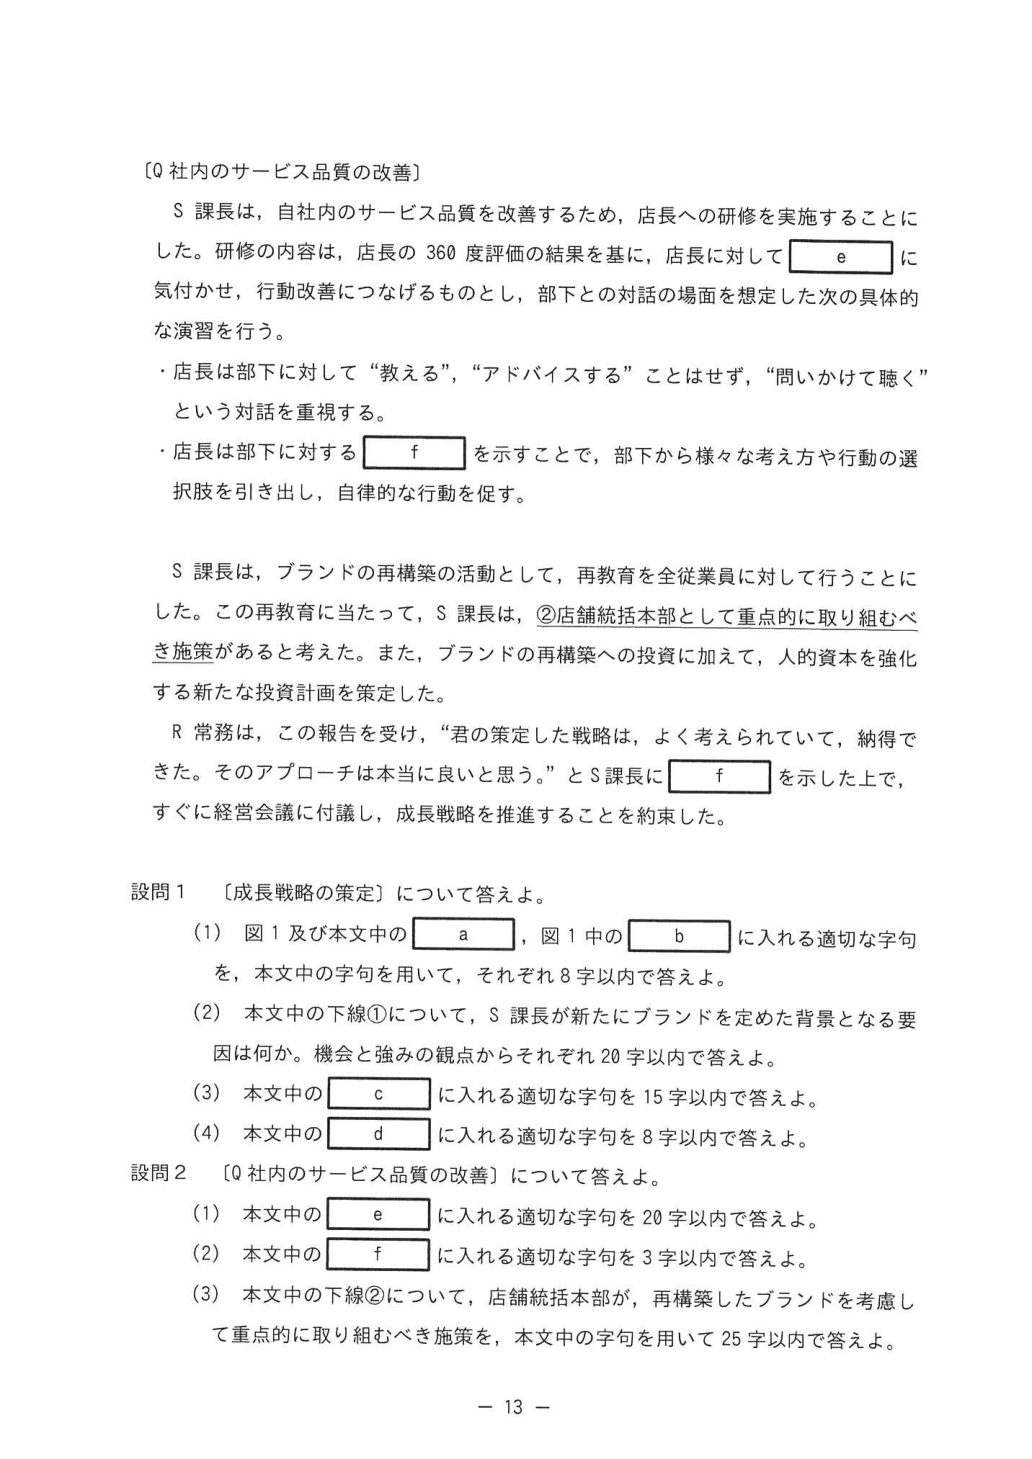 〔Q 社内のサービス品質の改善〕
S 課長は，自社内のサービス品質を改善するため，店長への研修を実施することに
した。研修の内容は，店長の 360 度評価の結果を基に，店長に対して e に
気付かせ，行動改善につなげるものとし，部下との対話の場面を想定した次の具体的
な演習を行う。
・店長は部下に対して “教える”，“アドバイスする” ことはせず，“問いかけて聴く”
という対話を重視する。
・店長は部下に対する f を示すことで，部下から様々な考え方や行動の選
択肢を引き出し，自律的な行動を促す。
S 課長は，ブランドの再構築の活動として，再教育を全従業員に対して行うことに
した。この再教育に当たって，S 課長は，②店舗統括本部として重点的に取り組むべ
き施策があると考えた。また，ブランドの再構築への投資に加えて，人的資本を強化
する新たな投資計画を策定した。
R 常務は，この報告を受け，“君の策定した戦略は，よく考えられていて，納得で
きた。そのアプローチは本当に良いと思う。” とS課長に f を示した上で，
すぐに経営会議に付議し，成長戦略を推進することを約束した。
設問1 〔成長戦略の策定〕について答えよ。
(1) 図 1 及び本文中の a ，図 1 中の b に入れる適切な字句
を，本文中の字句を用いて，それぞれ 8 字以内で答えよ。
(2) 本文中の下線①について，S 課長が新たにブランドを定めた背景となる要
因は何か。機会と強みの観点からそれぞれ 20 字以内で答えよ。
(3) 本文中の c に入れる適切な字句を 15 字以内で答えよ。
(4) 本文中の d に入れる適切な字句を 8 字以内で答えよ。
設問2 〔Q 社内のサービス品質の改善〕について答えよ。
(1) 本文中の e に入れる適切な字句を 20 字以内で答えよ。
(2) 本文中の f に入れる適切な字句を 3 字以内で答えよ。
(3) 本文中の下線②について，店舗統括本部が，再構築したブランドを考慮し
て重点的に取り組むべき施策を，本文中の字句を用いて 25 字以内で答えよ。
－ 13 －